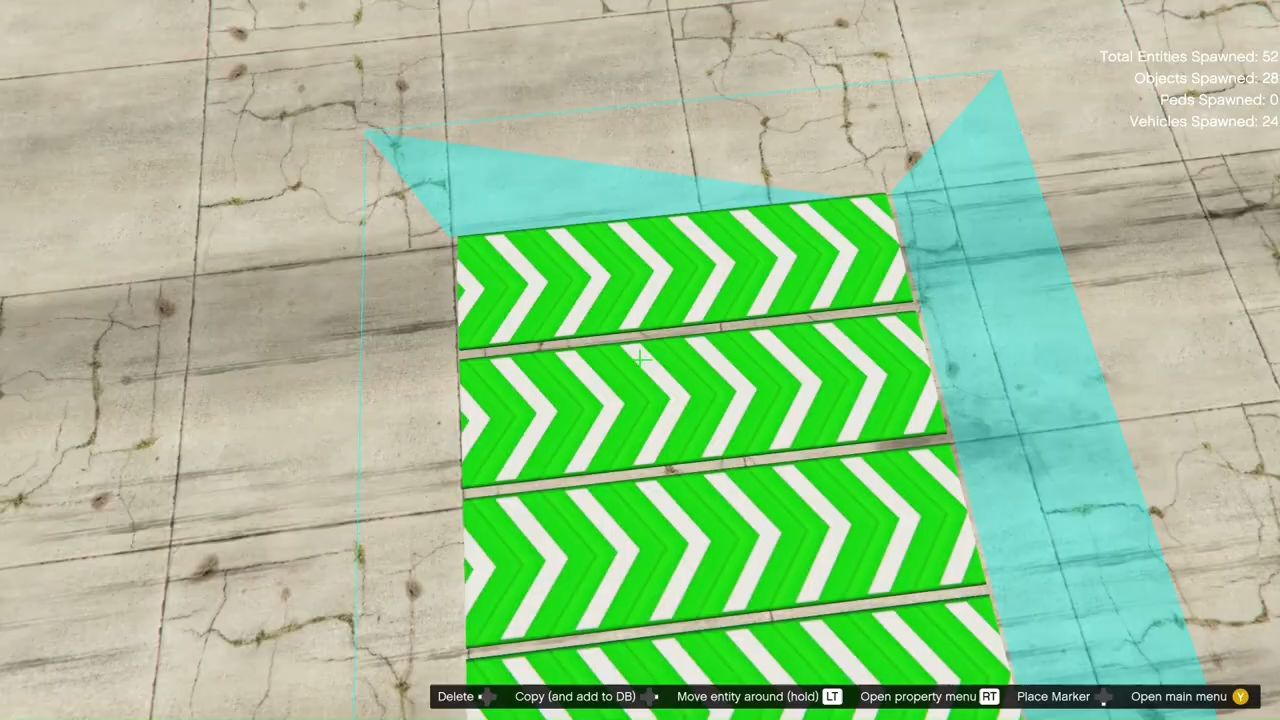 Total Entities Spawned: 52
Objects Spawned: 28
Peds Spawned: 0
Vehicles Spawned: 24
Delete Copy (and add to DB) Move entity around (hold) LT Open property menu RT Place Marker Open main menu Y